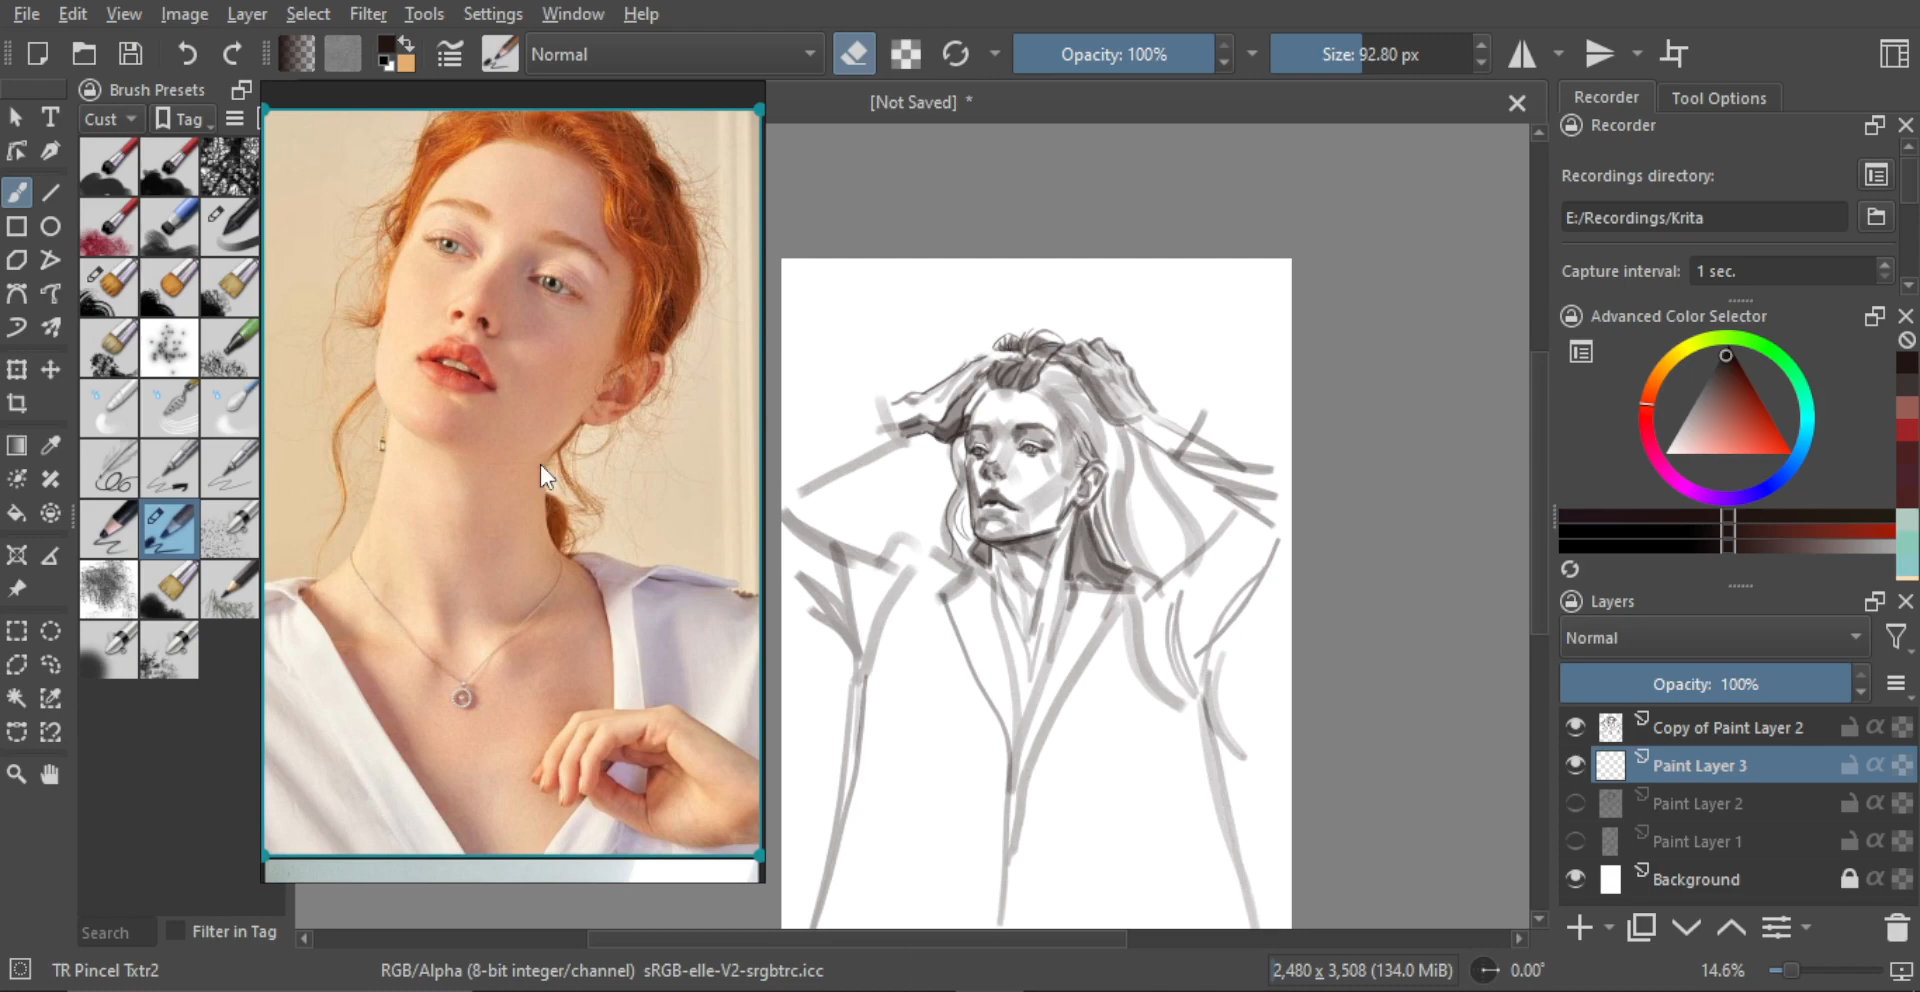 File Edit View Image Layer Select Filter Tools Settings Window Help
Normal Opacity: 100% Size: 92.80 px
Brush Presets
Cust Tag
[Not Saved] *
Recorder Tool Options
Recorder
Recordings directory:
E:/Recordings/Krita
Capture interval: 1 sec.
Advanced Color Selector
Layers
Normal
Opacity: 100%
Copy of Paint Layer 2
Paint Layer 3
Paint Layer 2
Paint Layer 1
Background
Search Filter in Tag
TR Pincel Txtr2 RGB/Alpha (8-bit integer/channel) sRGB-elle-V2-srgbtrc.icc 2,480 x 3,508 (134.0 MiB) 0.00° 14.6%